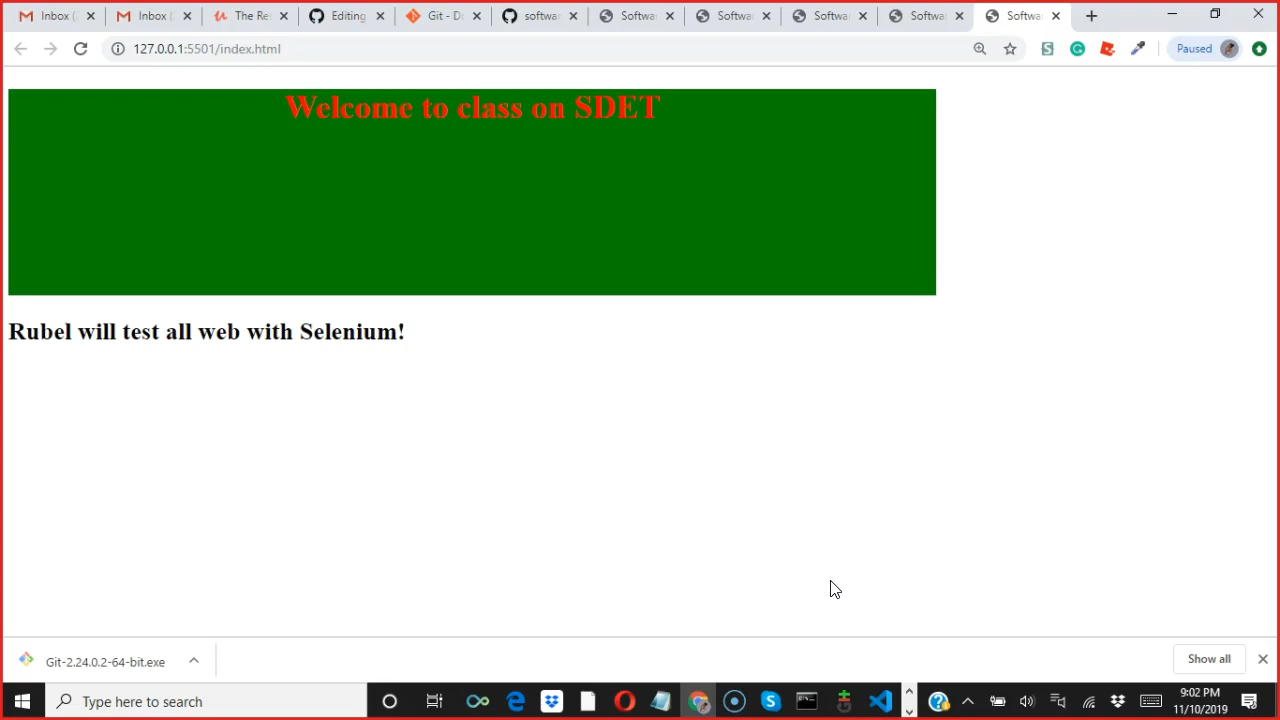 Inbox (
Inbox (
The Re
Editing
Git - D
softwa
Softwa
Softwa
Softwa
Softwa
Softwa
127.0.0.1:5501/index.html
Paused
Welcome to class on SDET
Rubel will test all web with Selenium!
Git-2.24.0.2-64-bit.exe
Show all
Type here to search
9:02 PM
11/10/2019